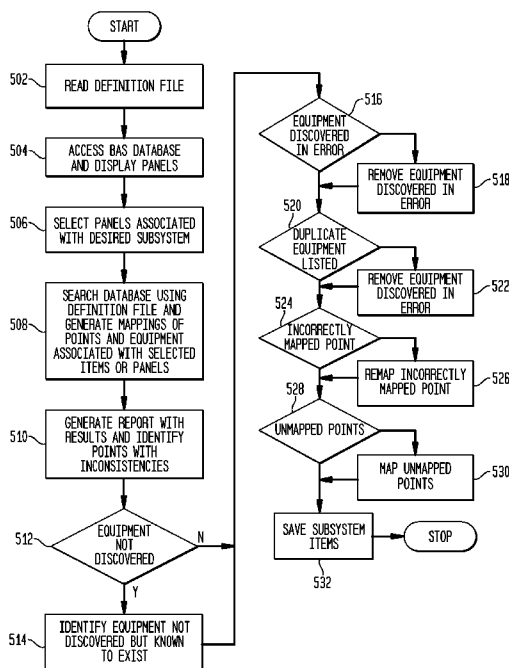 START
502
READ DEFINITION FILE
504
ACCESS BAS DATABASE
AND DISPLAY PANELS
506
SELECT PANELS ASSOCIATED
WITH DESIRED SUBSYSTEM
508
SEARCH DATABASE USING
DEFINITION FILE AND
GENERATE MAPPINGS OF
POINTS AND EQUIPMENT
ASSOCIATED WITH SELECTED
ITEMS OR PANELS
510
GENERATE REPORT WITH
RESULTS AND IDENTIFY
POINTS WITH
INCONSISTENCIES
512
EQUIPMENT
NOT
DISCOVERED
N
Y
514
IDENTIFY EQUIPMENT NOT
DISCOVERED BUT KNOWN
TO EXIST
516
EQUIPMENT
DISCOVERED
IN ERROR
REMOVE EQUIPMENT
DISCOVERED IN
ERROR
518
520
DUPLICATE
EQUIPMENT
LISTED
REMOVE EQUIPMENT
DISCOVERED IN
ERROR
522
524
INCORRECTLY
MAPPED POINT
REMAP INCORRECTLY
MAPPED POINT
526
528
UNMAPPED POINTS
MAP UNMAPPED
POINTS
530
SAVE SUBSYSTEM
ITEMS
532
STOP